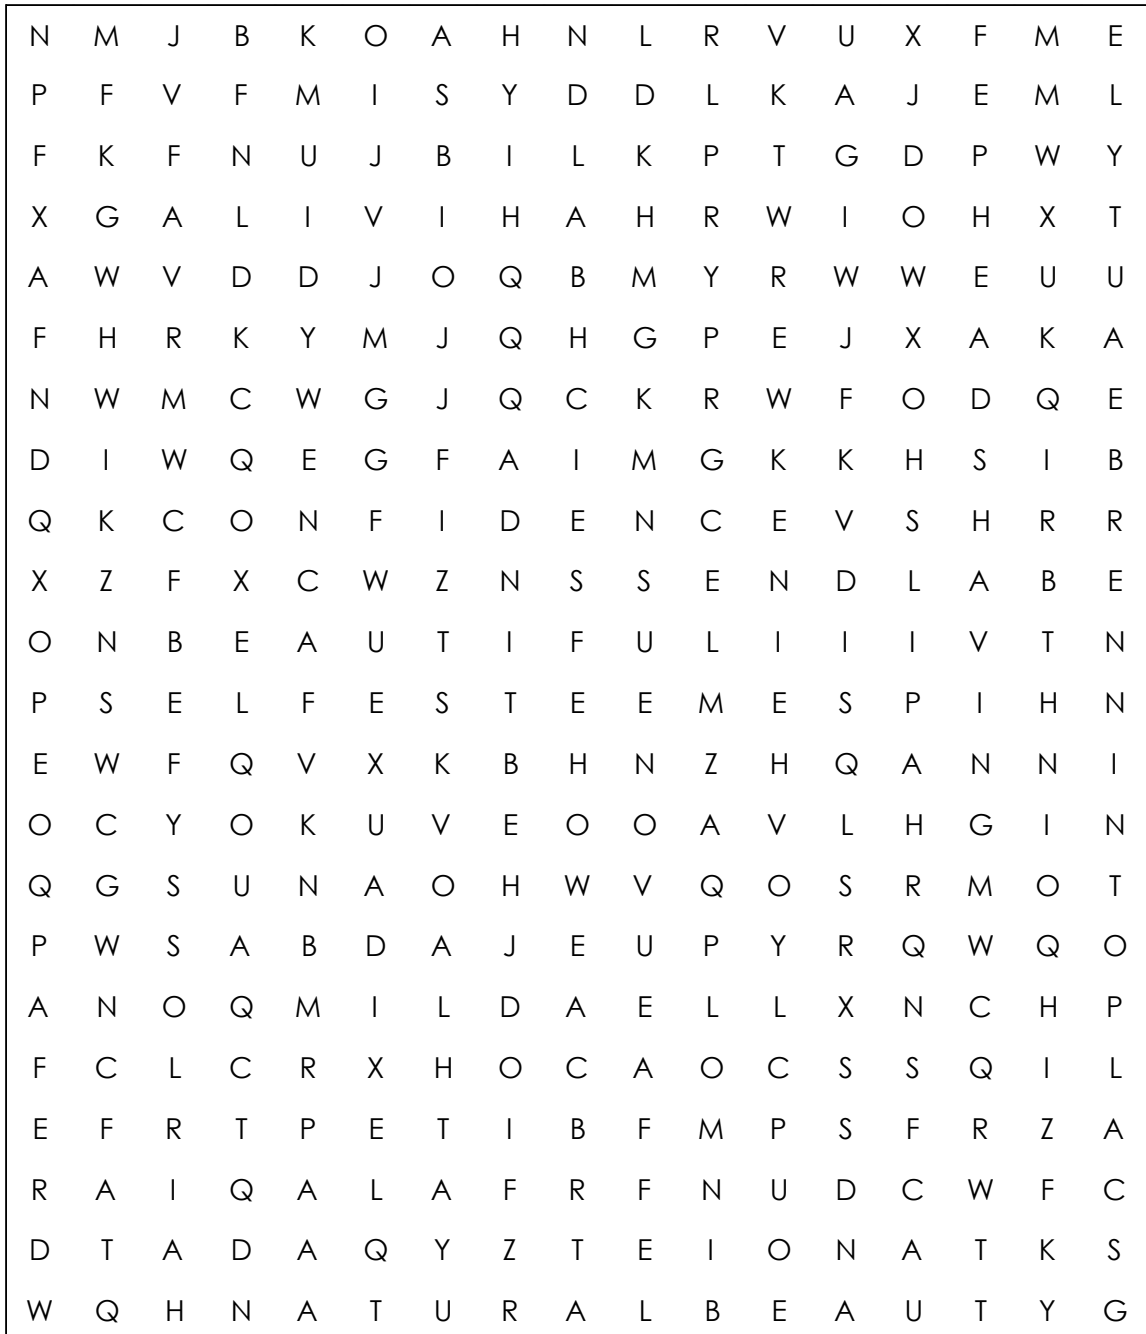 N M J B K O A H N L R V U X F M E
P F V F M I S Y D D L K A J E M L
F K F N U J B I L K P T G D P W Y
X G A L I V I H A H R W I O H X T
A W V D D J O Q B M Y R W W E U U
F H R K Y M J Q H G P E J X A K A
N W M C W G J Q C K R W F O D Q E
D I W Q E G F A I M G K K H S I B
Q K C O N F I D E N C E V S H R R
X Z F X C W Z N S S E N D L A B E
O N B E A U T I F U L I I I V T N
P S E L F E S T E E M E S P I H N
E W F Q V X K B H N Z H Q A N N I
O C Y O K U V E O O A V L H G I N
Q G S U N A O H W V Q O S R M O T
P W S A B D A J E U P Y R Q W Q O
A N O Q M I L D A E L L X N C H P
F C L C R X H O C A O C S S Q I L
E F R T P E T I B F M P S F R Z A
R A I Q A L A F R F N U D C W F C
D T A D A Q Y Z T E I O N A T K S
W Q H N A T U R A L B E A U T Y G